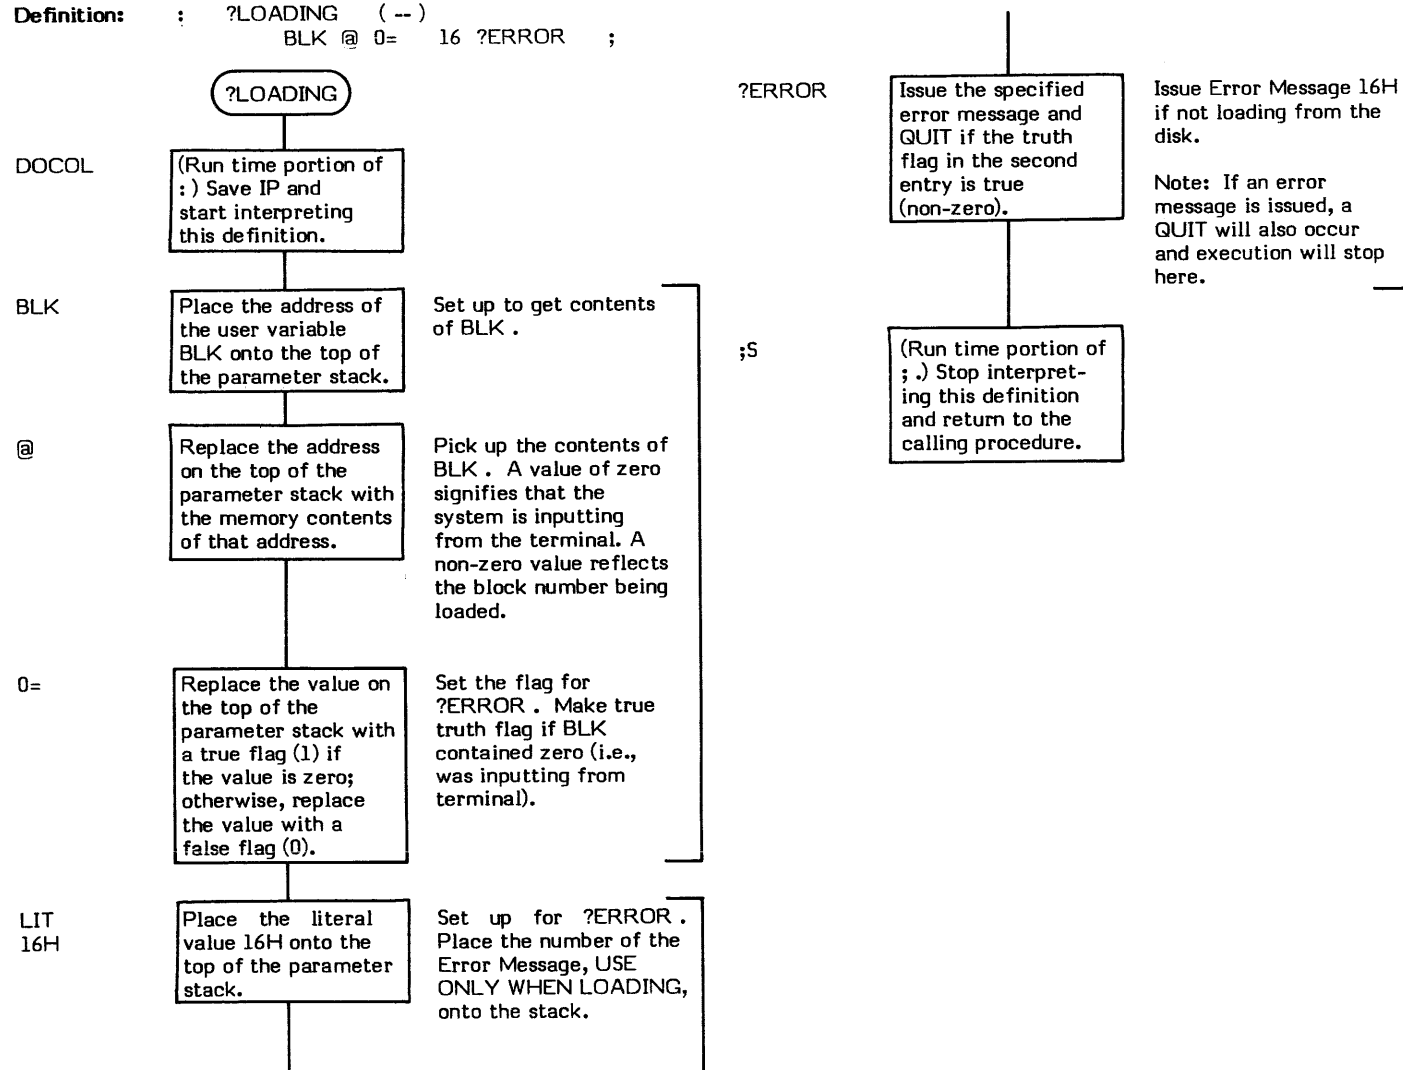 Definition: : ?LOADING ( -- )
BLK @ 0= 16 ?ERROR ;
?LOADING
DOCOL
(Run time portion of
: ) Save IP and
start interpreting
this definition.
BLK
Place the address of
the user variable
BLK onto the top of
the parameter stack.
Set up to get contents
of BLK .
@
Replace the address
on the top of the
parameter stack with
the memory contents
of that address.
Pick up the contents of
BLK . A value of zero
signifies that the
system is inputting
from the terminal. A
non-zero value reflects
the block number being
loaded.
0=
Replace the value on
the top of the
parameter stack with
a true flag (1) if
the value is zero;
otherwise, replace
the value with a
false flag (0).
Set the flag for
?ERROR . Make true
truth flag if BLK
contained zero (i.e.,
was inputting from
terminal).
LIT
16H
Place the literal
value 16H onto the
top of the parameter
stack.
Set up for ?ERROR .
Place the number of the
Error Message, USE
ONLY WHEN LOADING,
onto the stack.
?ERROR
Issue the specified
error message and
QUIT if the truth
flag in the second
entry is true
(non-zero).
Issue Error Message 16H
if not loading from the
disk.
Note: If an error
message is issued, a
QUIT will also occur
and execution will stop
here.
;S
(Run time portion of
; .) Stop interpret-
ing this definition
and return to the
calling procedure.